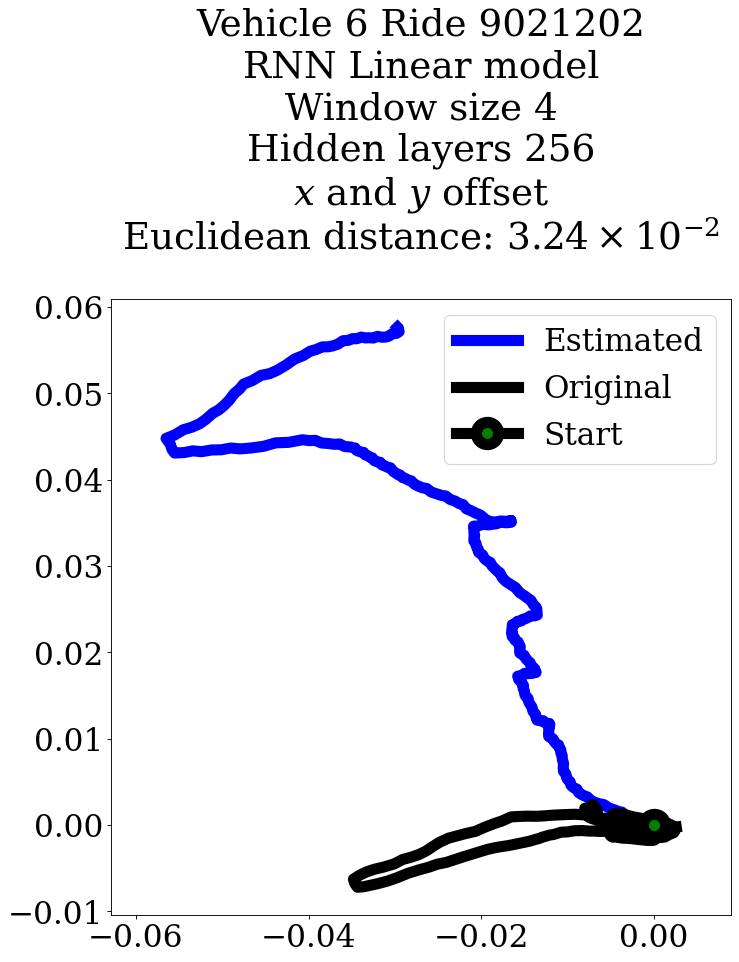 Vehicle 6 Ride 9021202
RNN Linear model
Window size 4
Hidden layers 256
x and y offset
Euclidean distance: 3.24 × 10⁻²
0.06
0.05
0.04
0.03
0.02
0.01
0.00
−0.01
Estimated
Original
Start
−0.06 −0.04 −0.02 0.00